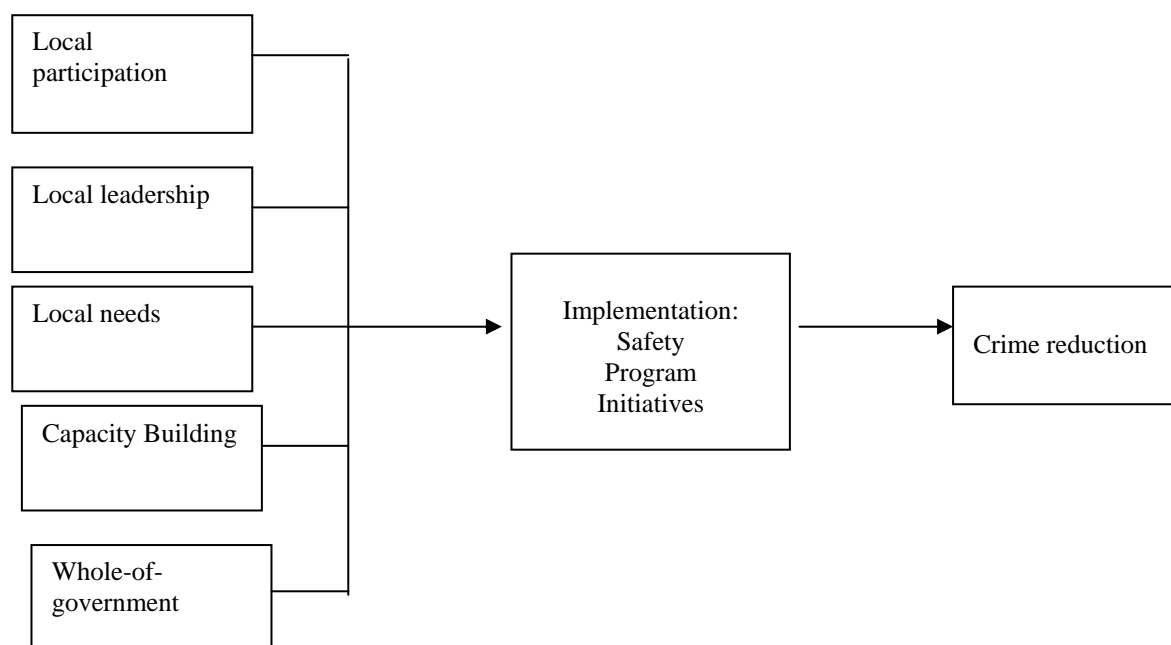 Local
participation
Local leadership
Local needs
Capacity Building
Whole-of-
government
Implementation:
Safety
Program
Initiatives
Crime reduction